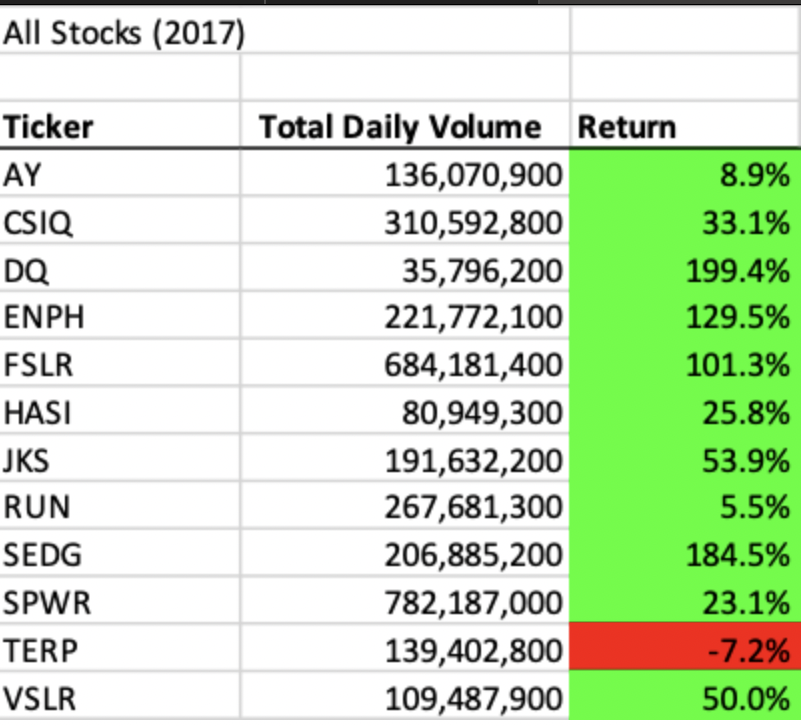 All Stocks (2017)
Ticker Total Daily Volume Return
AY 136,070,900 8.9%
CSIQ 310,592,800 33.1%
DQ 35,796,200 199.4%
ENPH 221,772,100 129.5%
FSLR 684,181,400 101.3%
HASI 80,949,300 25.8%
JKS 191,632,200 53.9%
RUN 267,681,300 5.5%
SEDG 206,885,200 184.5%
SPWR 782,187,000 23.1%
TERP 139,402,800 -7.2%
VSLR 109,487,900 50.0%